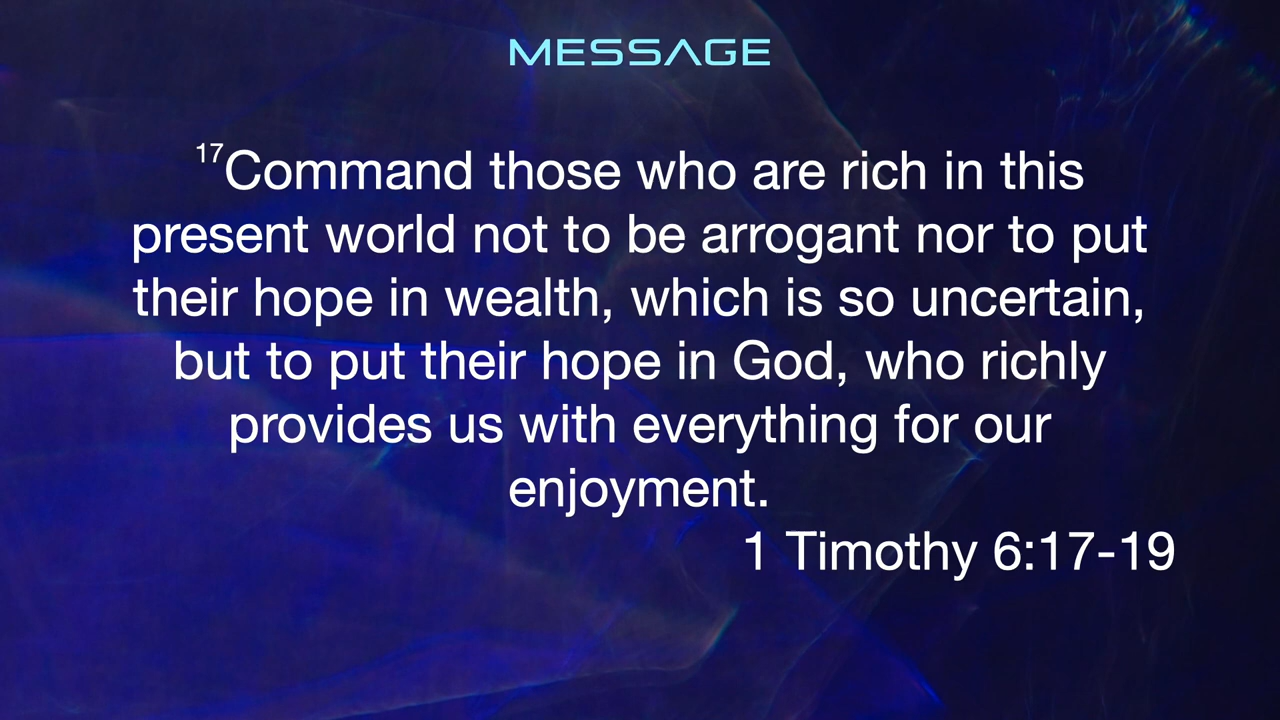 MESSAGE
17Command those who are rich in this
present world not to be arrogant nor to put
their hope in wealth, which is so uncertain,
but to put their hope in God, who richly
provides us with everything for our
enjoyment.
1 Timothy 6:17-19